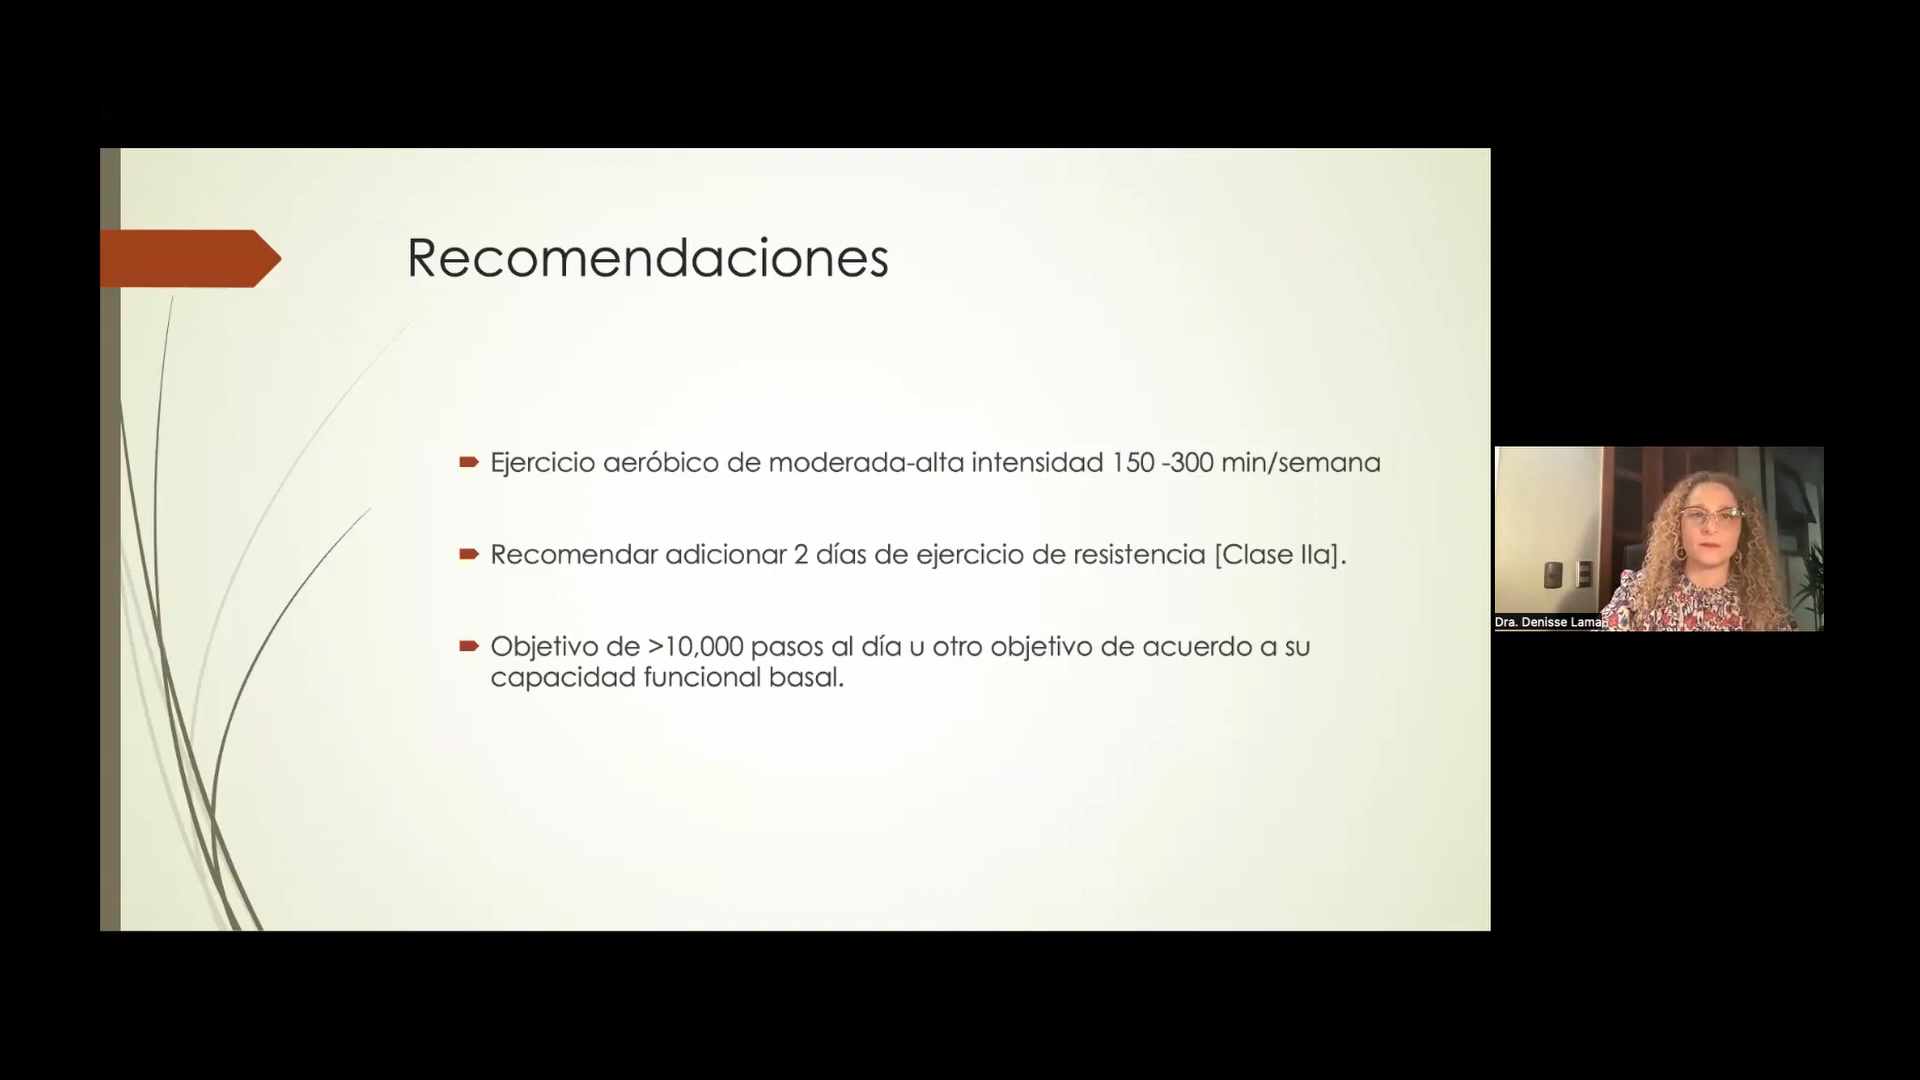 Recomendaciones
Ejercicio aeróbico de moderada-alta intensidad 150 -300 min/semana
Recomendar adicionar 2 días de ejercicio de resistencia [Clase IIa].
Objetivo de >10,000 pasos al día u otro objetivo de acuerdo a su
capacidad funcional basal.
Dra. Denisse Lama